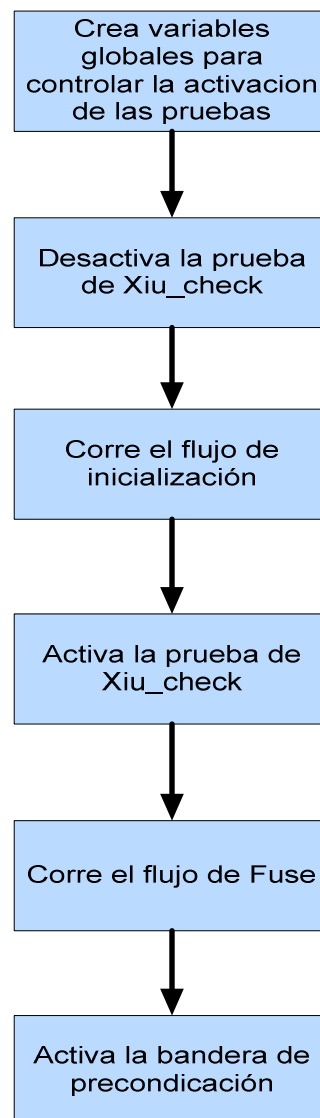 Crea variables
globales para
controlar la activacion
de las pruebas
Desactiva la prueba
de Xiu_check
Corre el flujo de
inicialización
Activa la prueba de
Xiu_check
Corre el flujo de Fuse
Activa la bandera de
precondicación